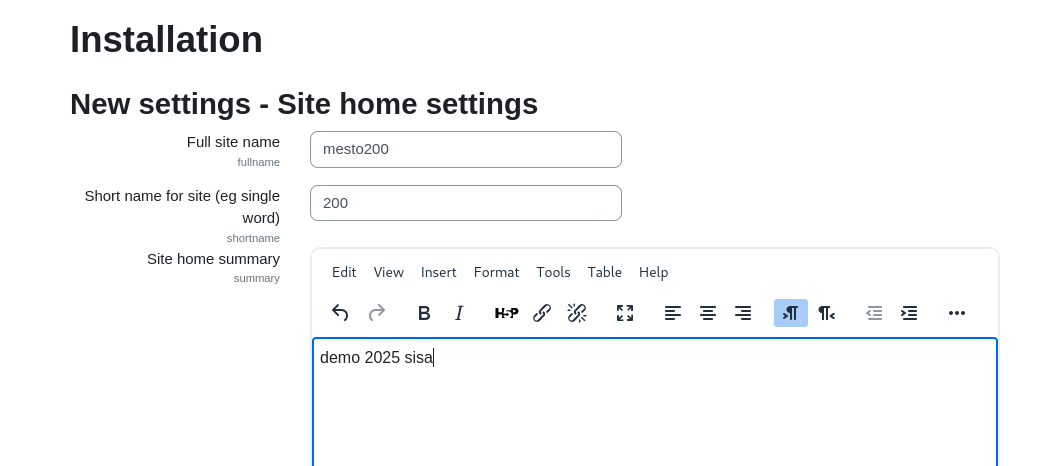 Installation
New settings - Site home settings
Full site name
fullname
mesto200
Short name for site (eg single
word)
shortname
200
Site home summary
summary
Edit View Insert Format Tools Table Help
B I H-P
demo 2025 sisa